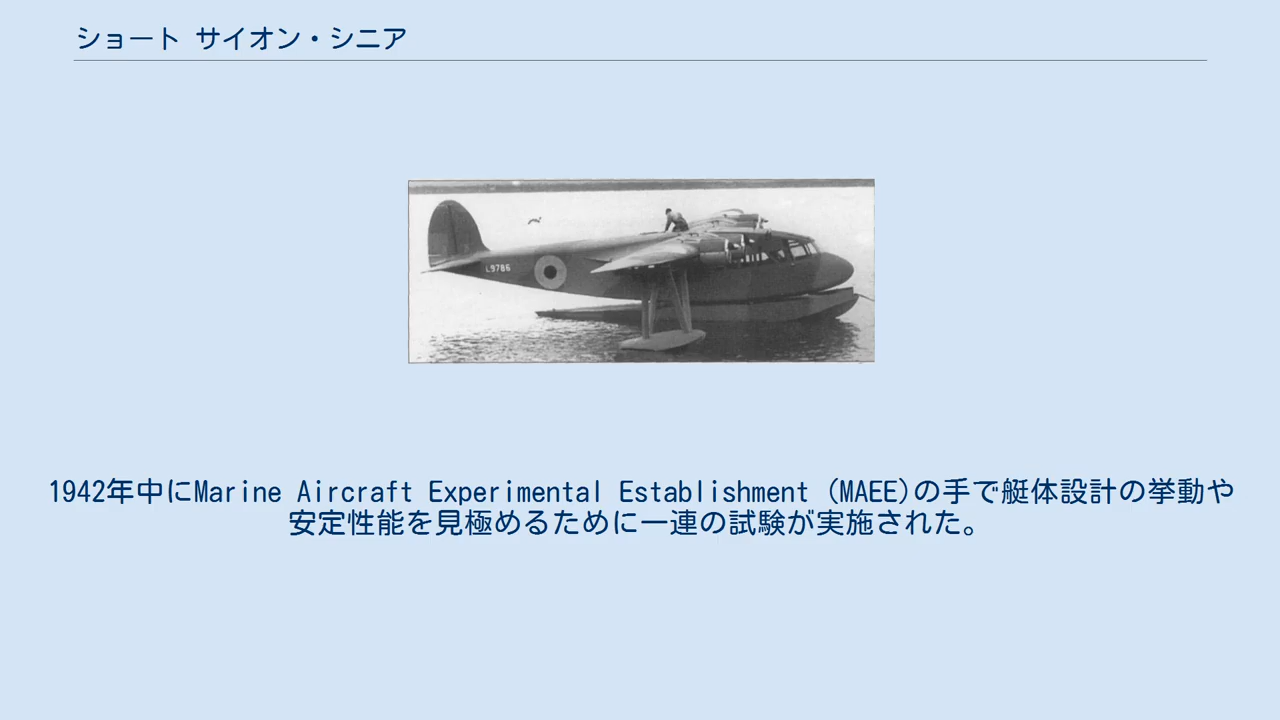 ショート サイオン・シニア
L9786
1942年中にMarine Aircraft Experimental Establishment (MAEE)の手で艇体設計の挙動や
安定性能を見極めるために一連の試験が実施された。